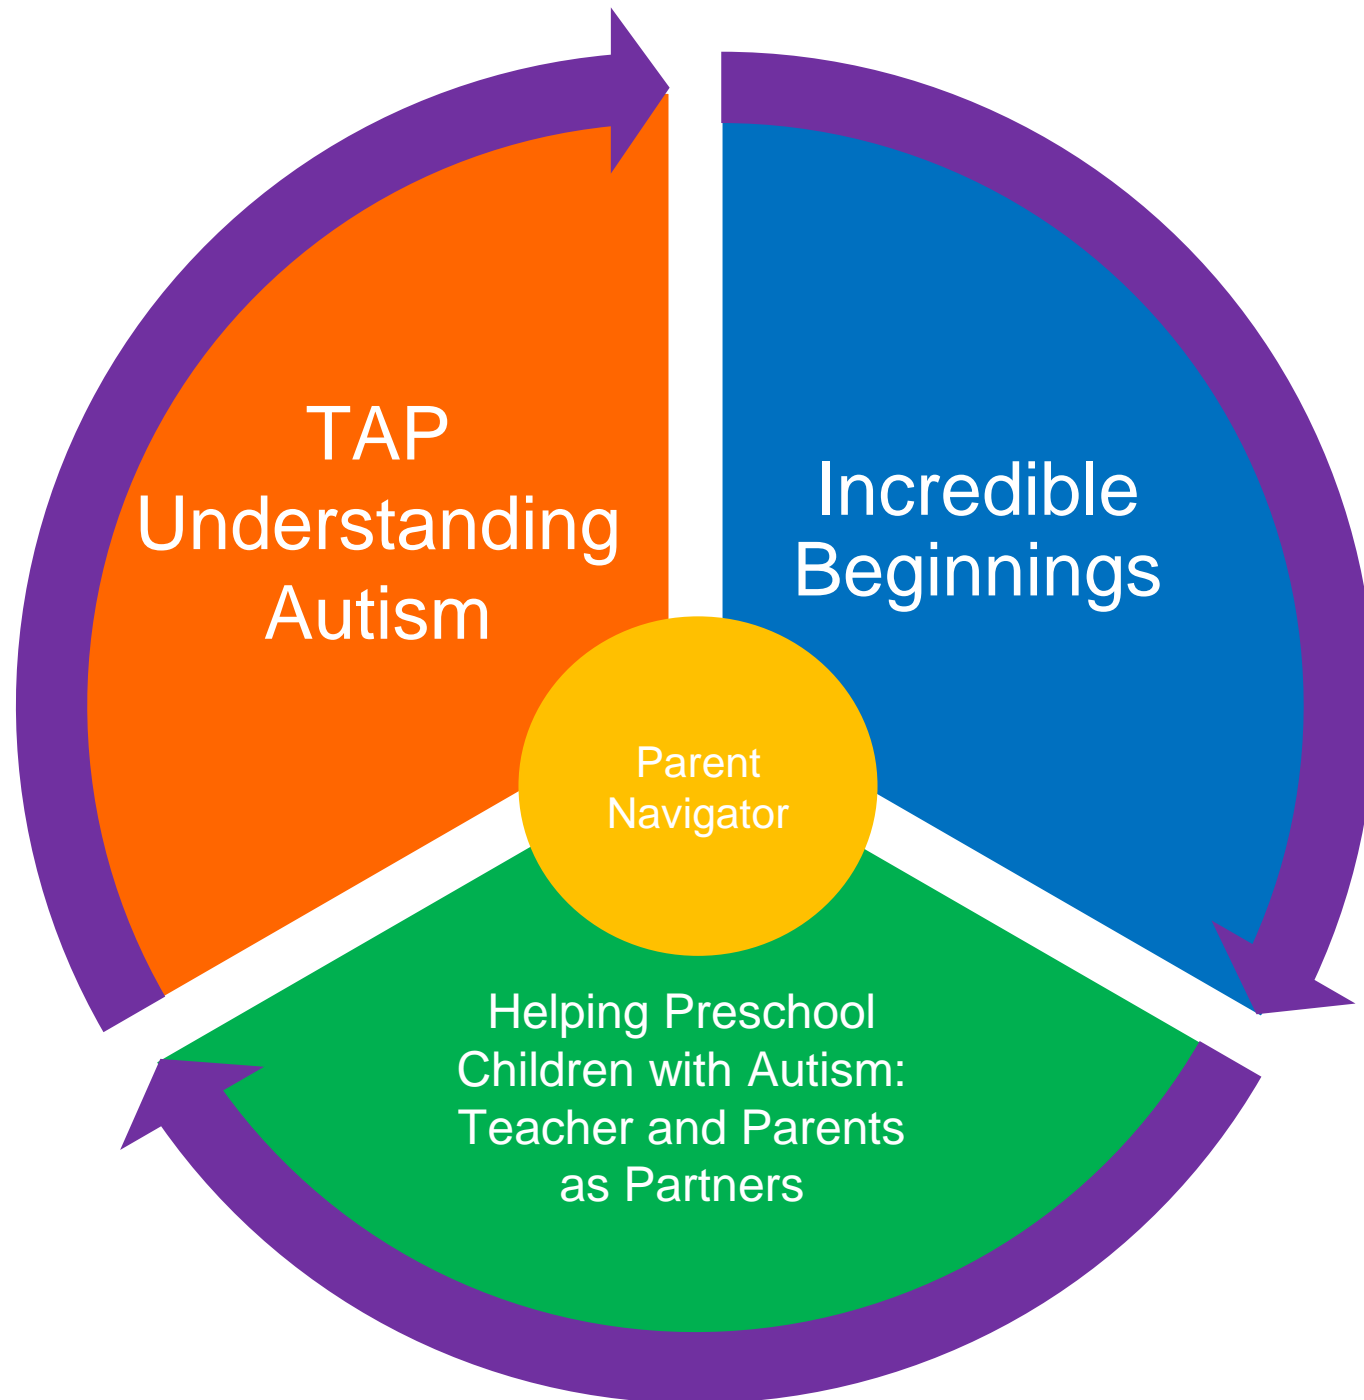 TAP
Understanding
Autism
Incredible
Beginnings
Parent
Navigator
Helping Preschool
Children with Autism:
Teacher and Parents
as Partners